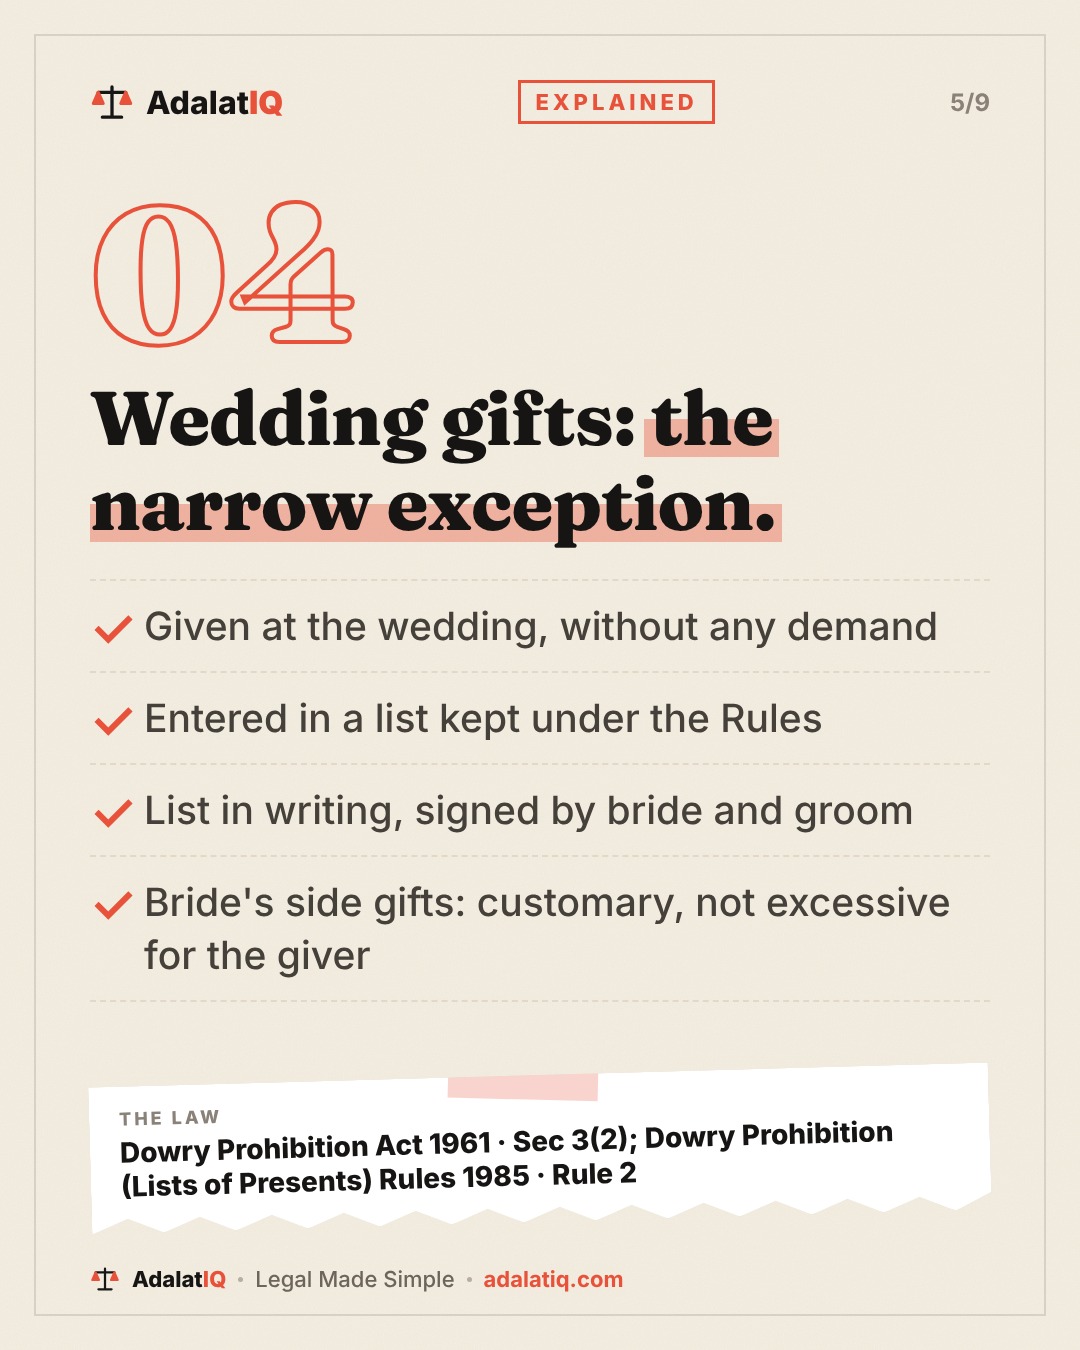 AdalatIQ
EXPLAINED
5/9
04
Wedding gifts: the
narrow exception.
Given at the wedding, without any demand
Entered in a list kept under the Rules
List in writing, signed by bride and groom
Bride's side gifts: customary, not excessive
for the giver
THE LAW
Dowry Prohibition Act 1961 · Sec 3(2); Dowry Prohibition
(Lists of Presents) Rules 1985 · Rule 2
AdalatIQ • Legal Made Simple • adalatiq.com